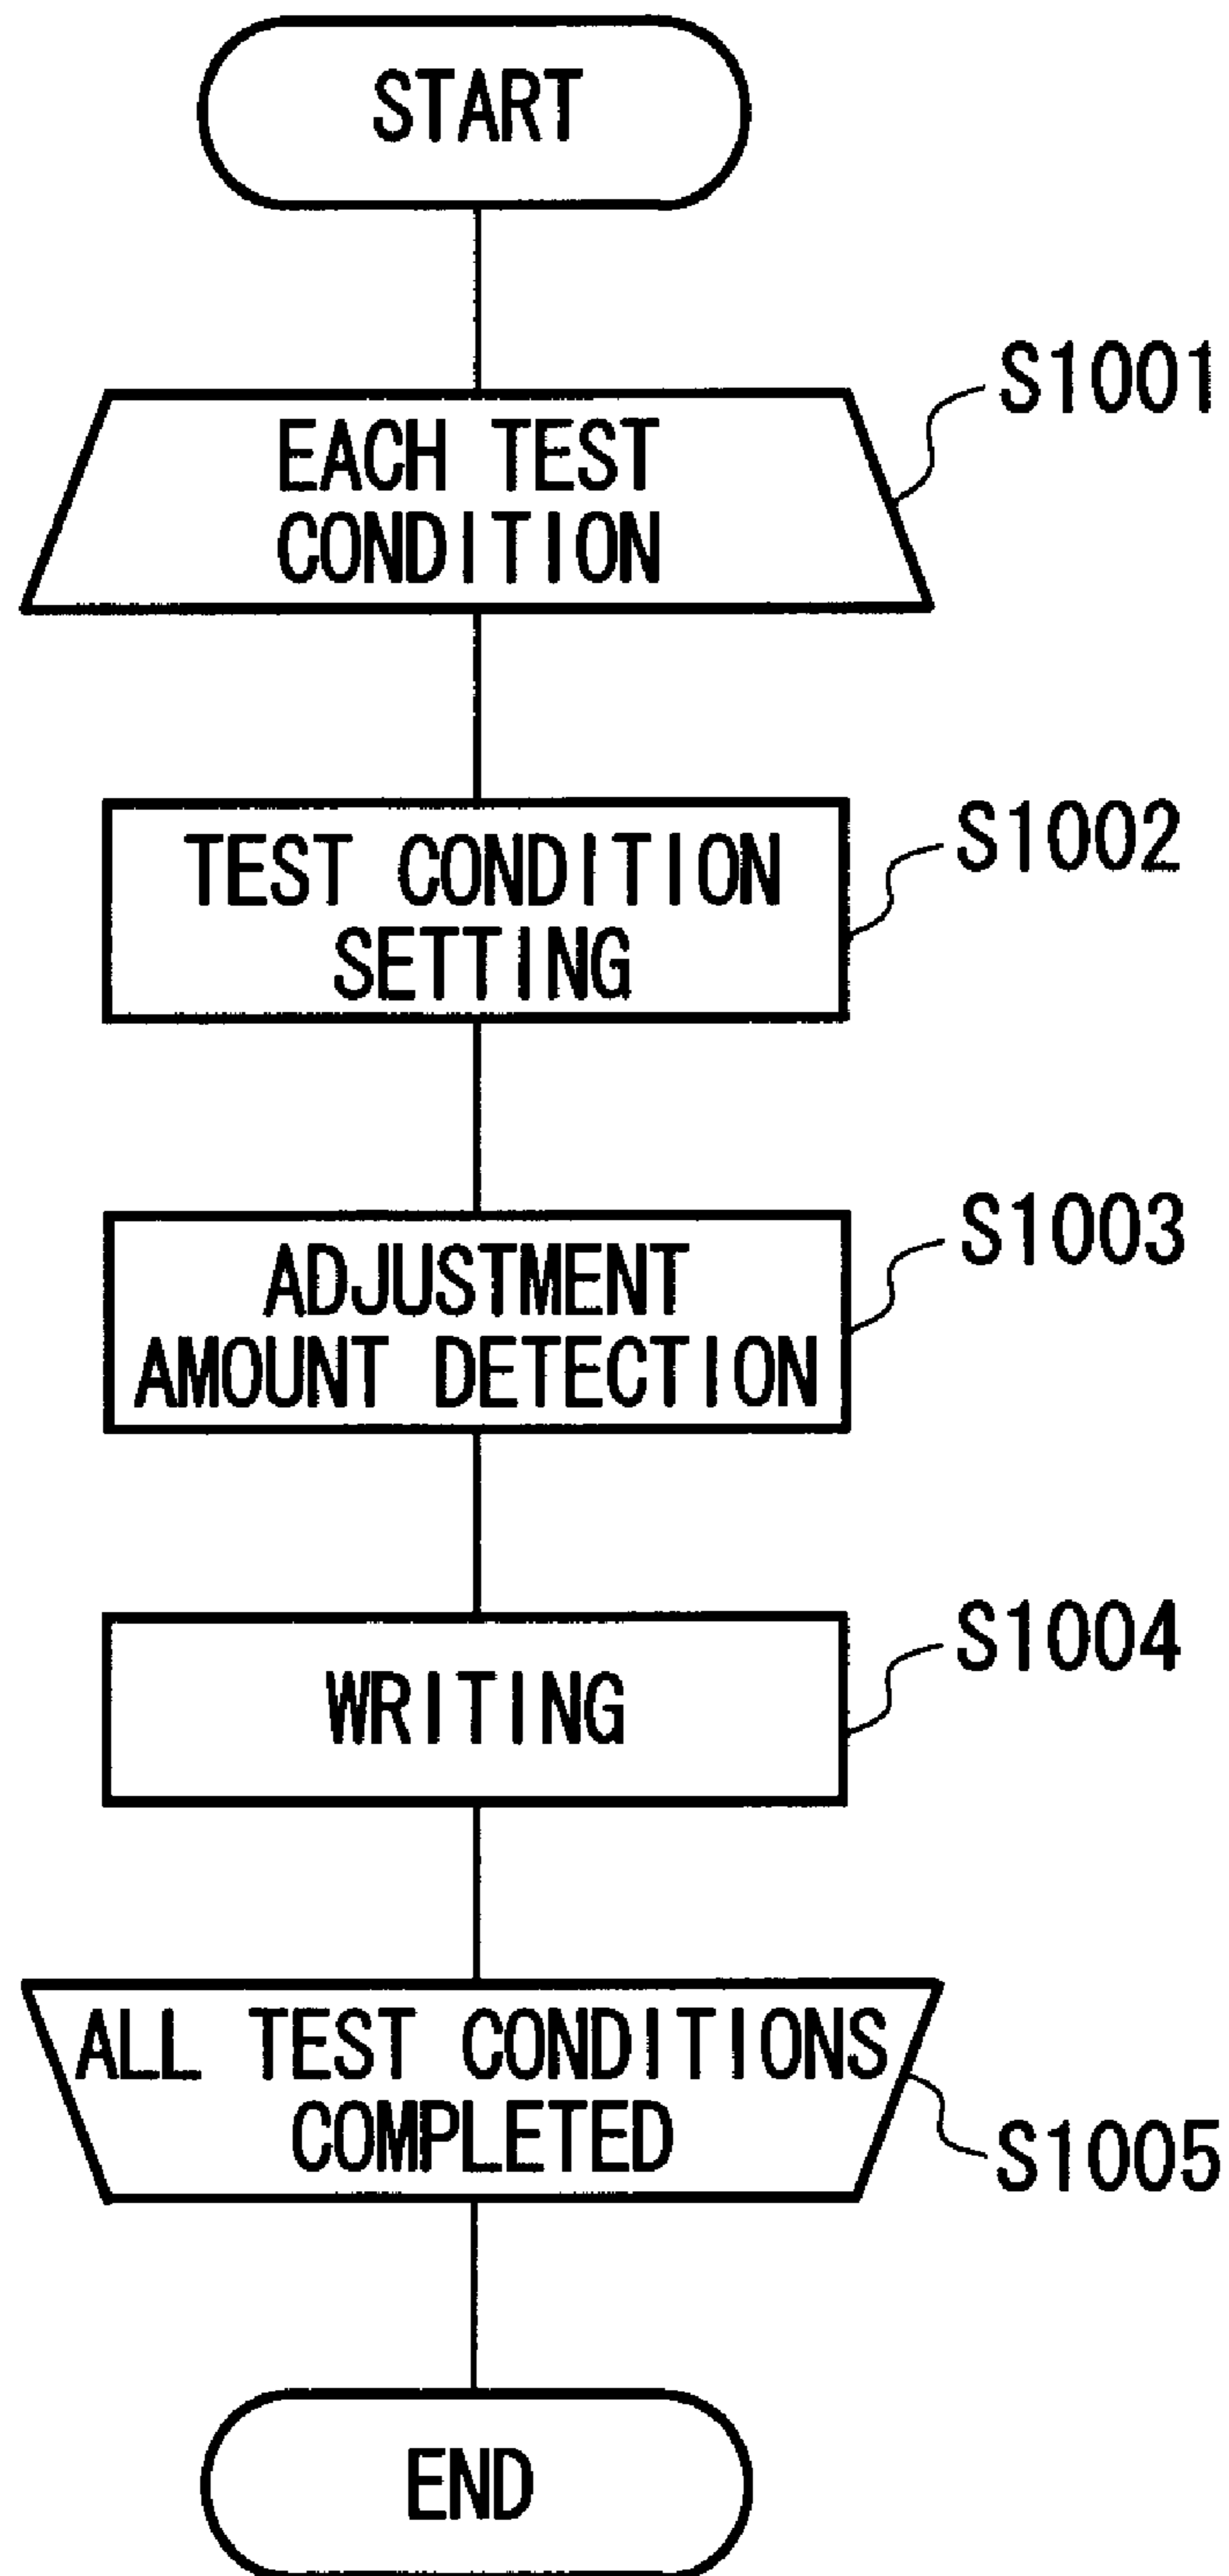 START
S1001
EACH TEST
CONDITION
S1002
TEST CONDITION
SETTING
S1003
ADJUSTMENT
AMOUNT DETECTION
S1004
WRITING
ALL TEST CONDITIONS
COMPLETED
S1005
END